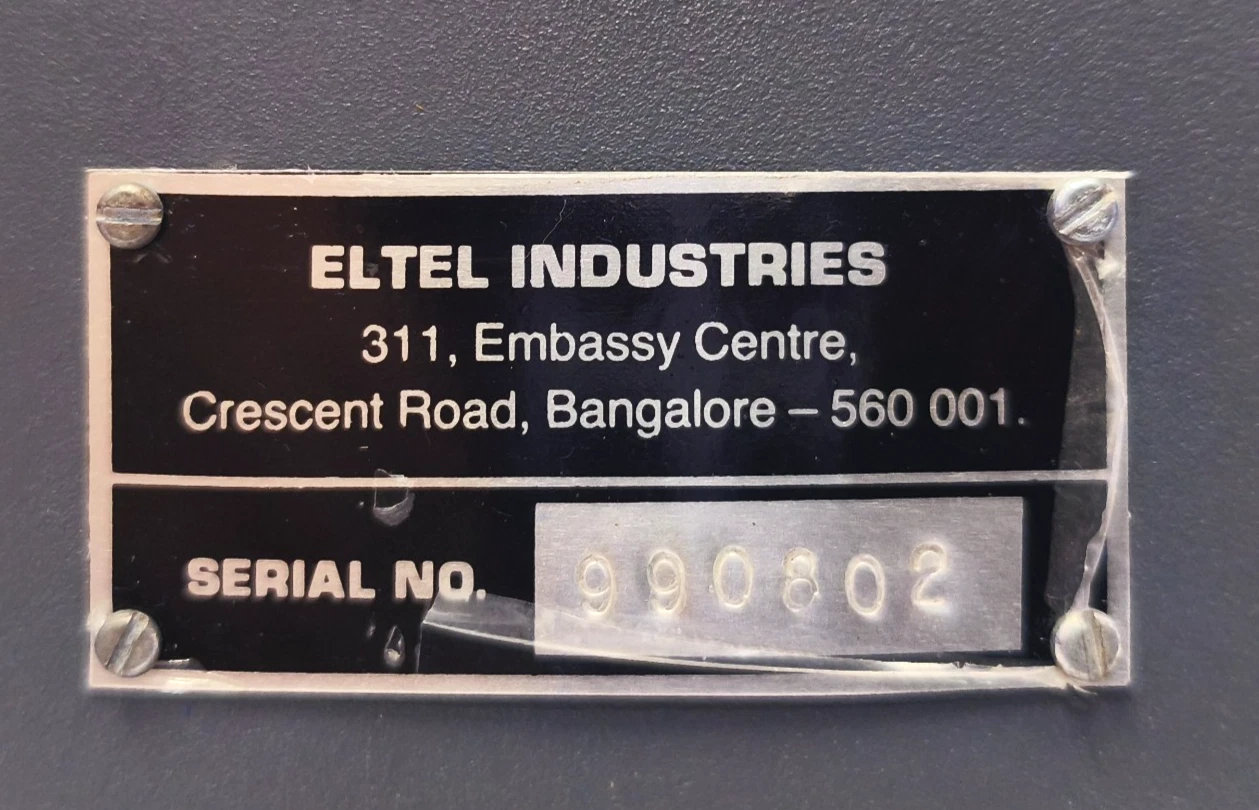 ELTEL INDUSTRIES
311, Embassy Centre,
Crescent Road, Bangalore – 560 001.
SERIAL NO. 990802